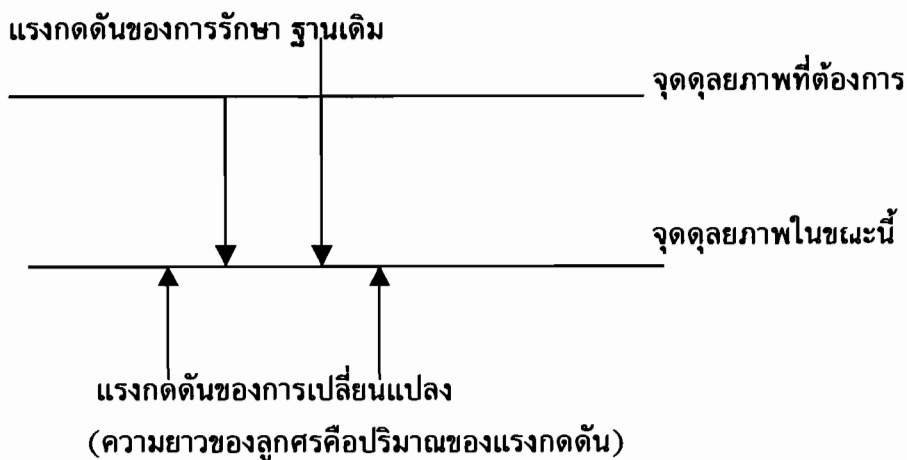 แรงกดดันของการรักษา ฐานเดิม
จุดดุลยภาพที่ต้องการ
จุดดุลยภาพในขณะนี้
แรงกดดันของการเปลี่ยนแปลง
(ความยาวของลูกศรคือปริมาณของแรงกดดัน)